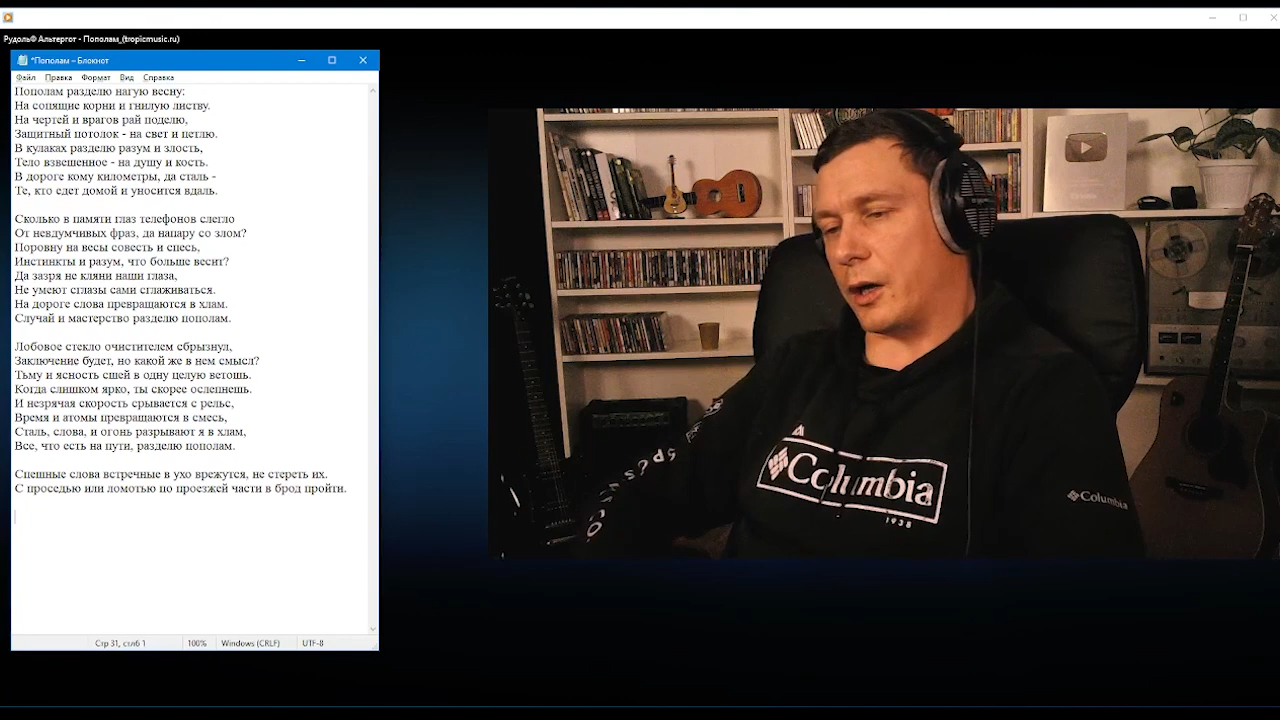 РудольФ Альтергот - Пополам_(tropicmusic.ru)
*Пополам – Блокнот
Файл Правка Формат Вид Справка
Пополам разделю нагую весну:
На сопящие корни и гнилую листву.
На чертей и врагов рай поделю,
Защитный потолок - на свет и петлю.
В кулаках разделю разум и злость,
Тело взвешенное - на душу и кость.
В дороге кому километры, да сталь -
Те, кто едет домой и уносится вдаль.
Сколько в памяти глаз телефонов слегло
От невдумчивых фраз, да напару со злом?
Поровну на весы совесть и спесь,
Инстинкты и разум, что больше весит?
Да зазря не кляни наши глаза,
Не умеют сглазы сами сглаживаться.
На дороге слова превращаются в хлам.
Случай и мастерство разделю пополам.
Лобовое стекло очистителем сбрызнул,
Заключение будет, но какой же в нем смысл?
Тьму и ясность сшей в одну целую ветошь.
Когда слишком ярко, ты скорее ослепнешь.
И незрячая скорость срывается с рельс,
Время и атомы превращаются в смесь,
Сталь, слова, и огонь разрывают я в хлам,
Все, что есть на пути, разделю пополам.
Спешные слова встречные в ухо врежутся, не стереть их.
С проседью или ломотью по проезжей части в брод пройти.
Стр 31, стлб 1 100% Windows (CRLF) UTF-8
Columbia
1938
Columbia